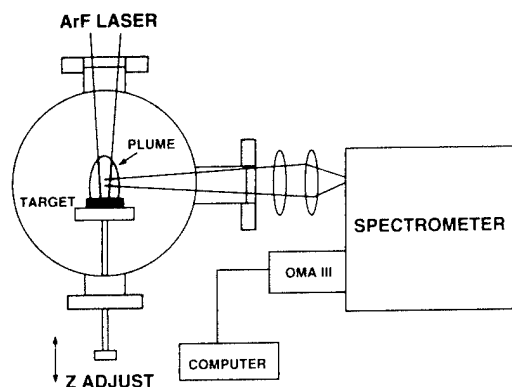 ArF LASER
PLUME
TARGET
SPECTROMETER
OMA III
COMPUTER
Z ADJUST